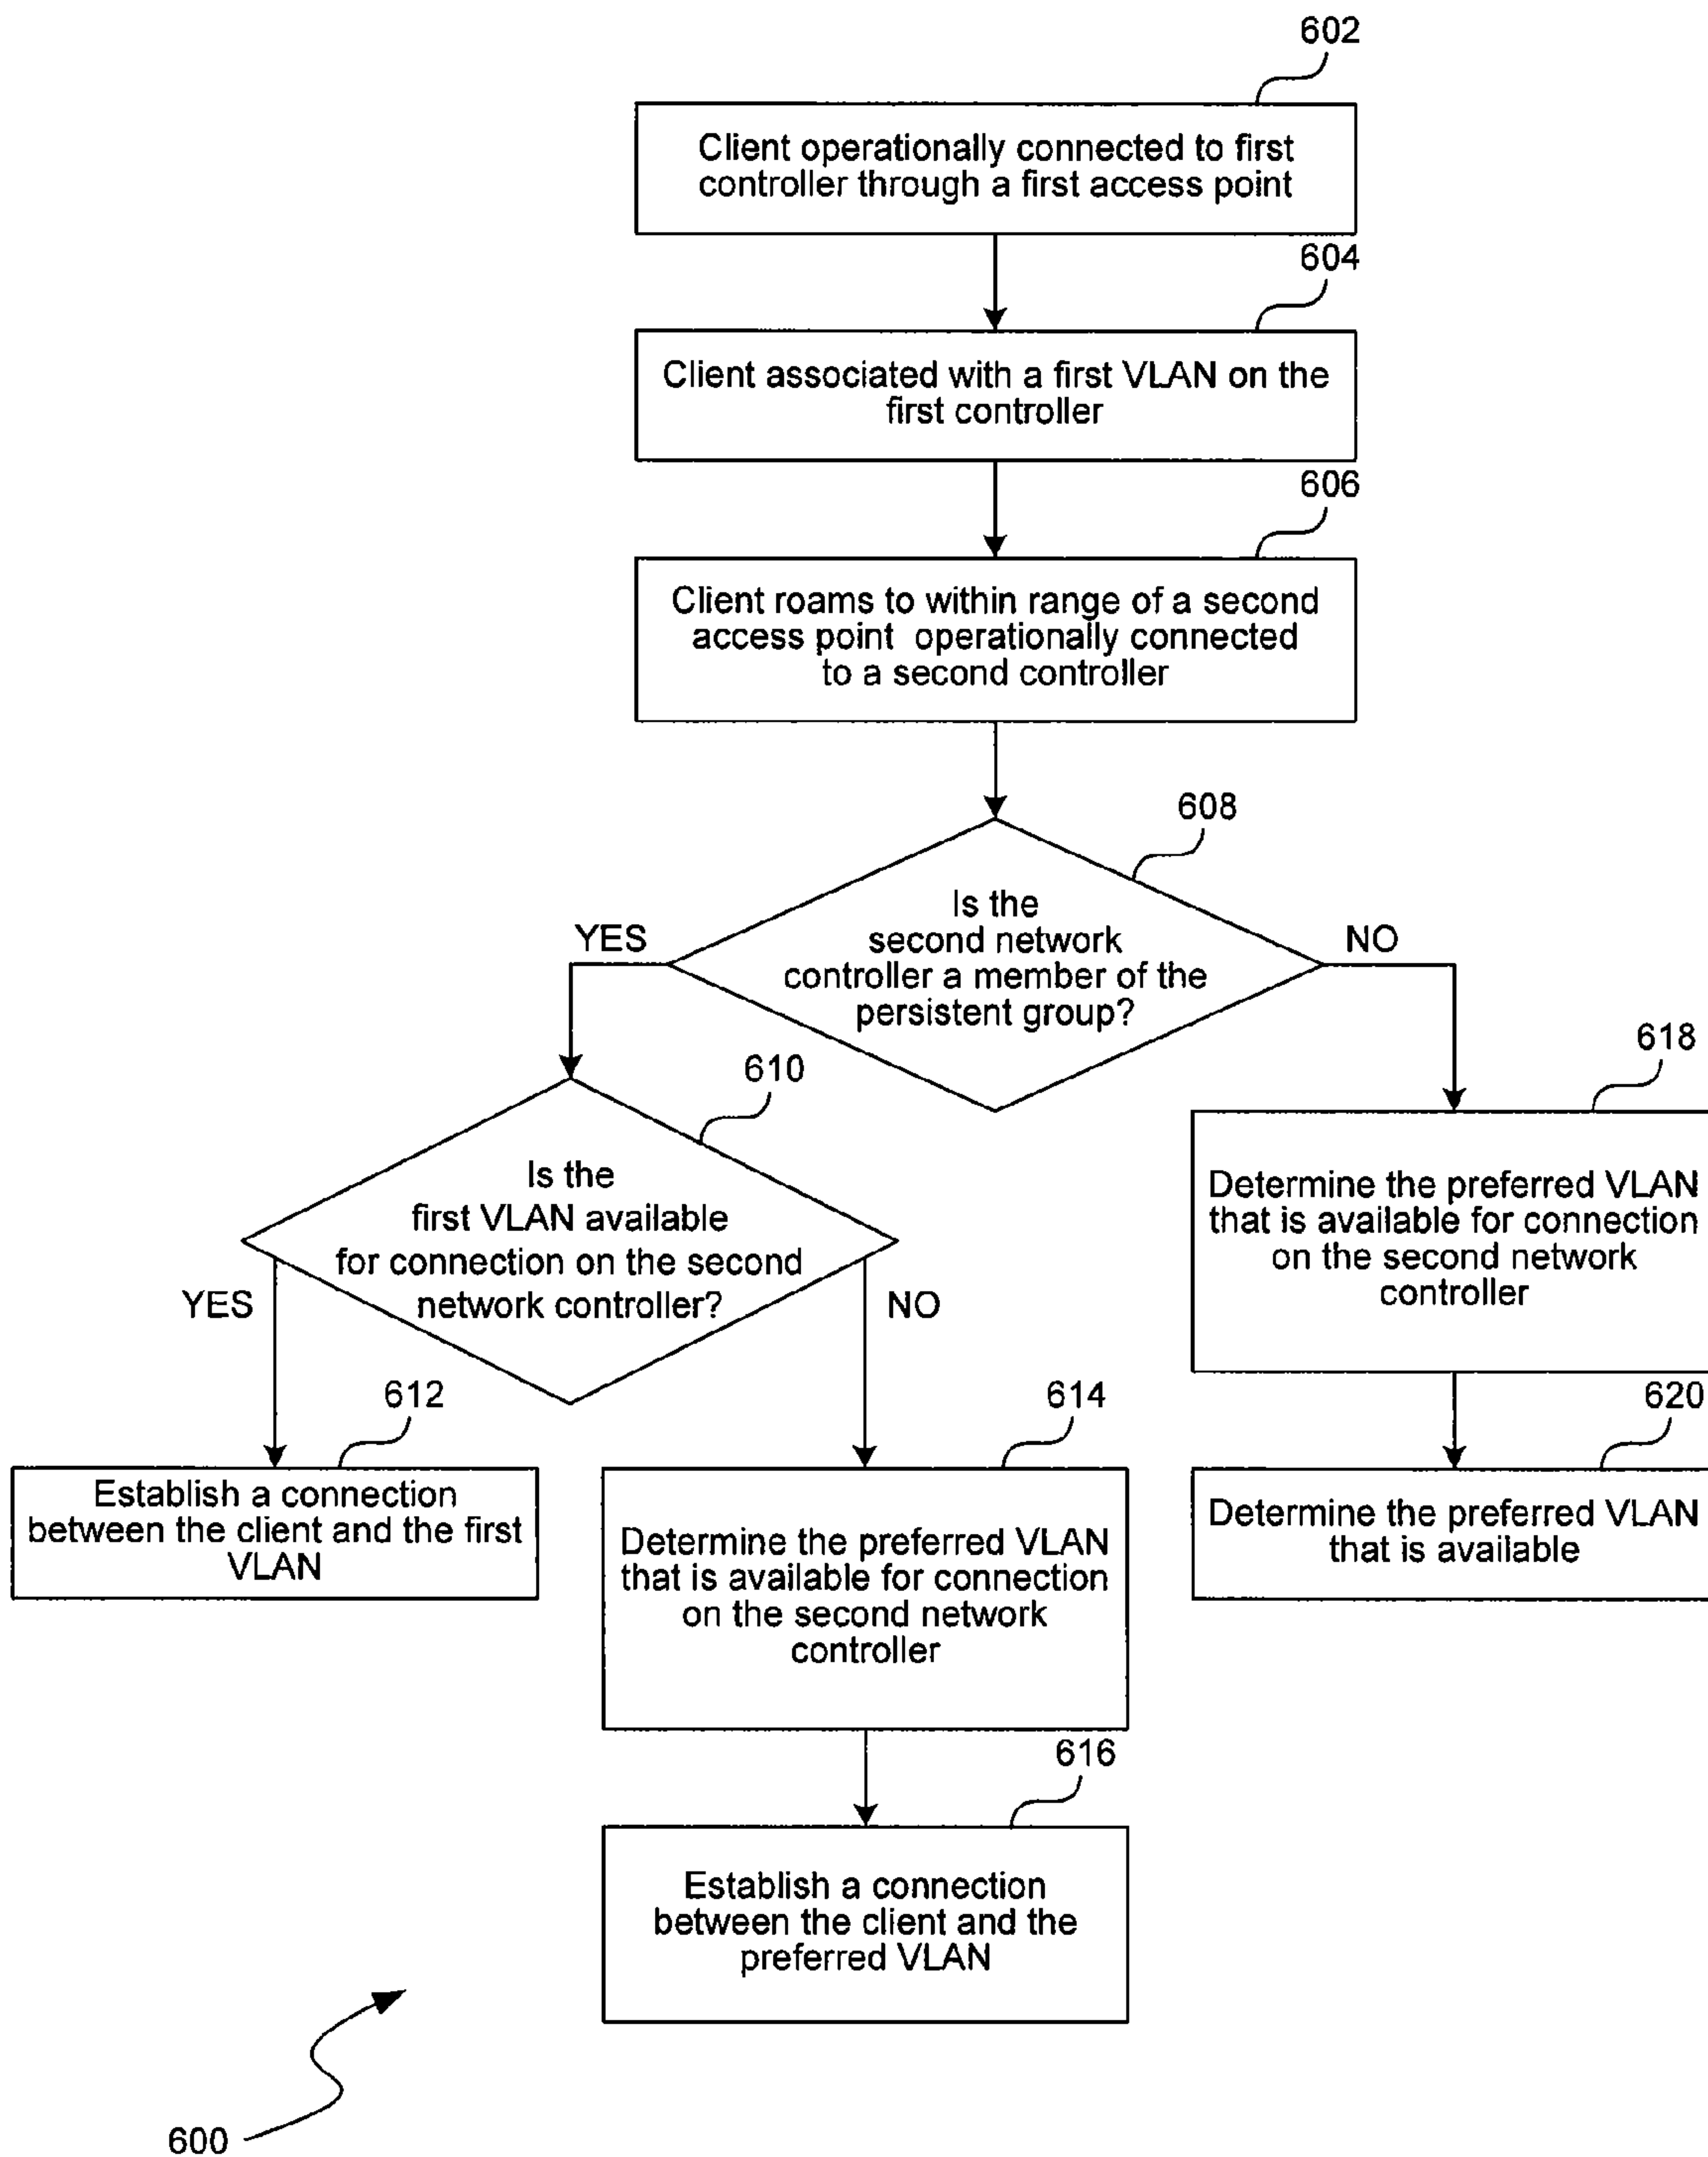 602
Client operationally connected to first
controller through a first access point
604
Client associated with a first VLAN on the
first controller
606
Client roams to within range of a second
access point operationally connected
to a second controller
608
Is the
second network
controller a member of the
persistent group?
YES
NO
610
Is the
first VLAN available
for connection on the second
network controller?
YES
NO
618
Determine the preferred VLAN
that is available for connection
on the second network
controller
612
Establish a connection
between the client and the first
VLAN
614
Determine the preferred VLAN
that is available for connection
on the second network
controller
620
Determine the preferred VLAN
that is available
616
Establish a connection
between the client and the
preferred VLAN
600